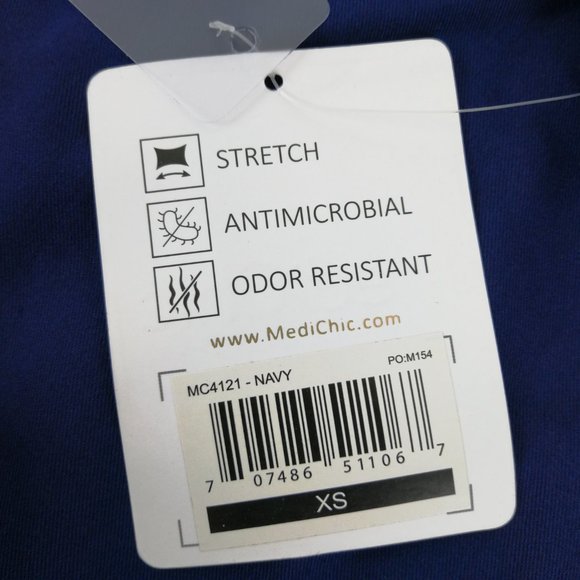 STRETCH
ANTIMICROBIAL
ODOR RESISTANT
www.MediChic.com
MC4121 - NAVY PO:M154
7 07486 51106 7
XS